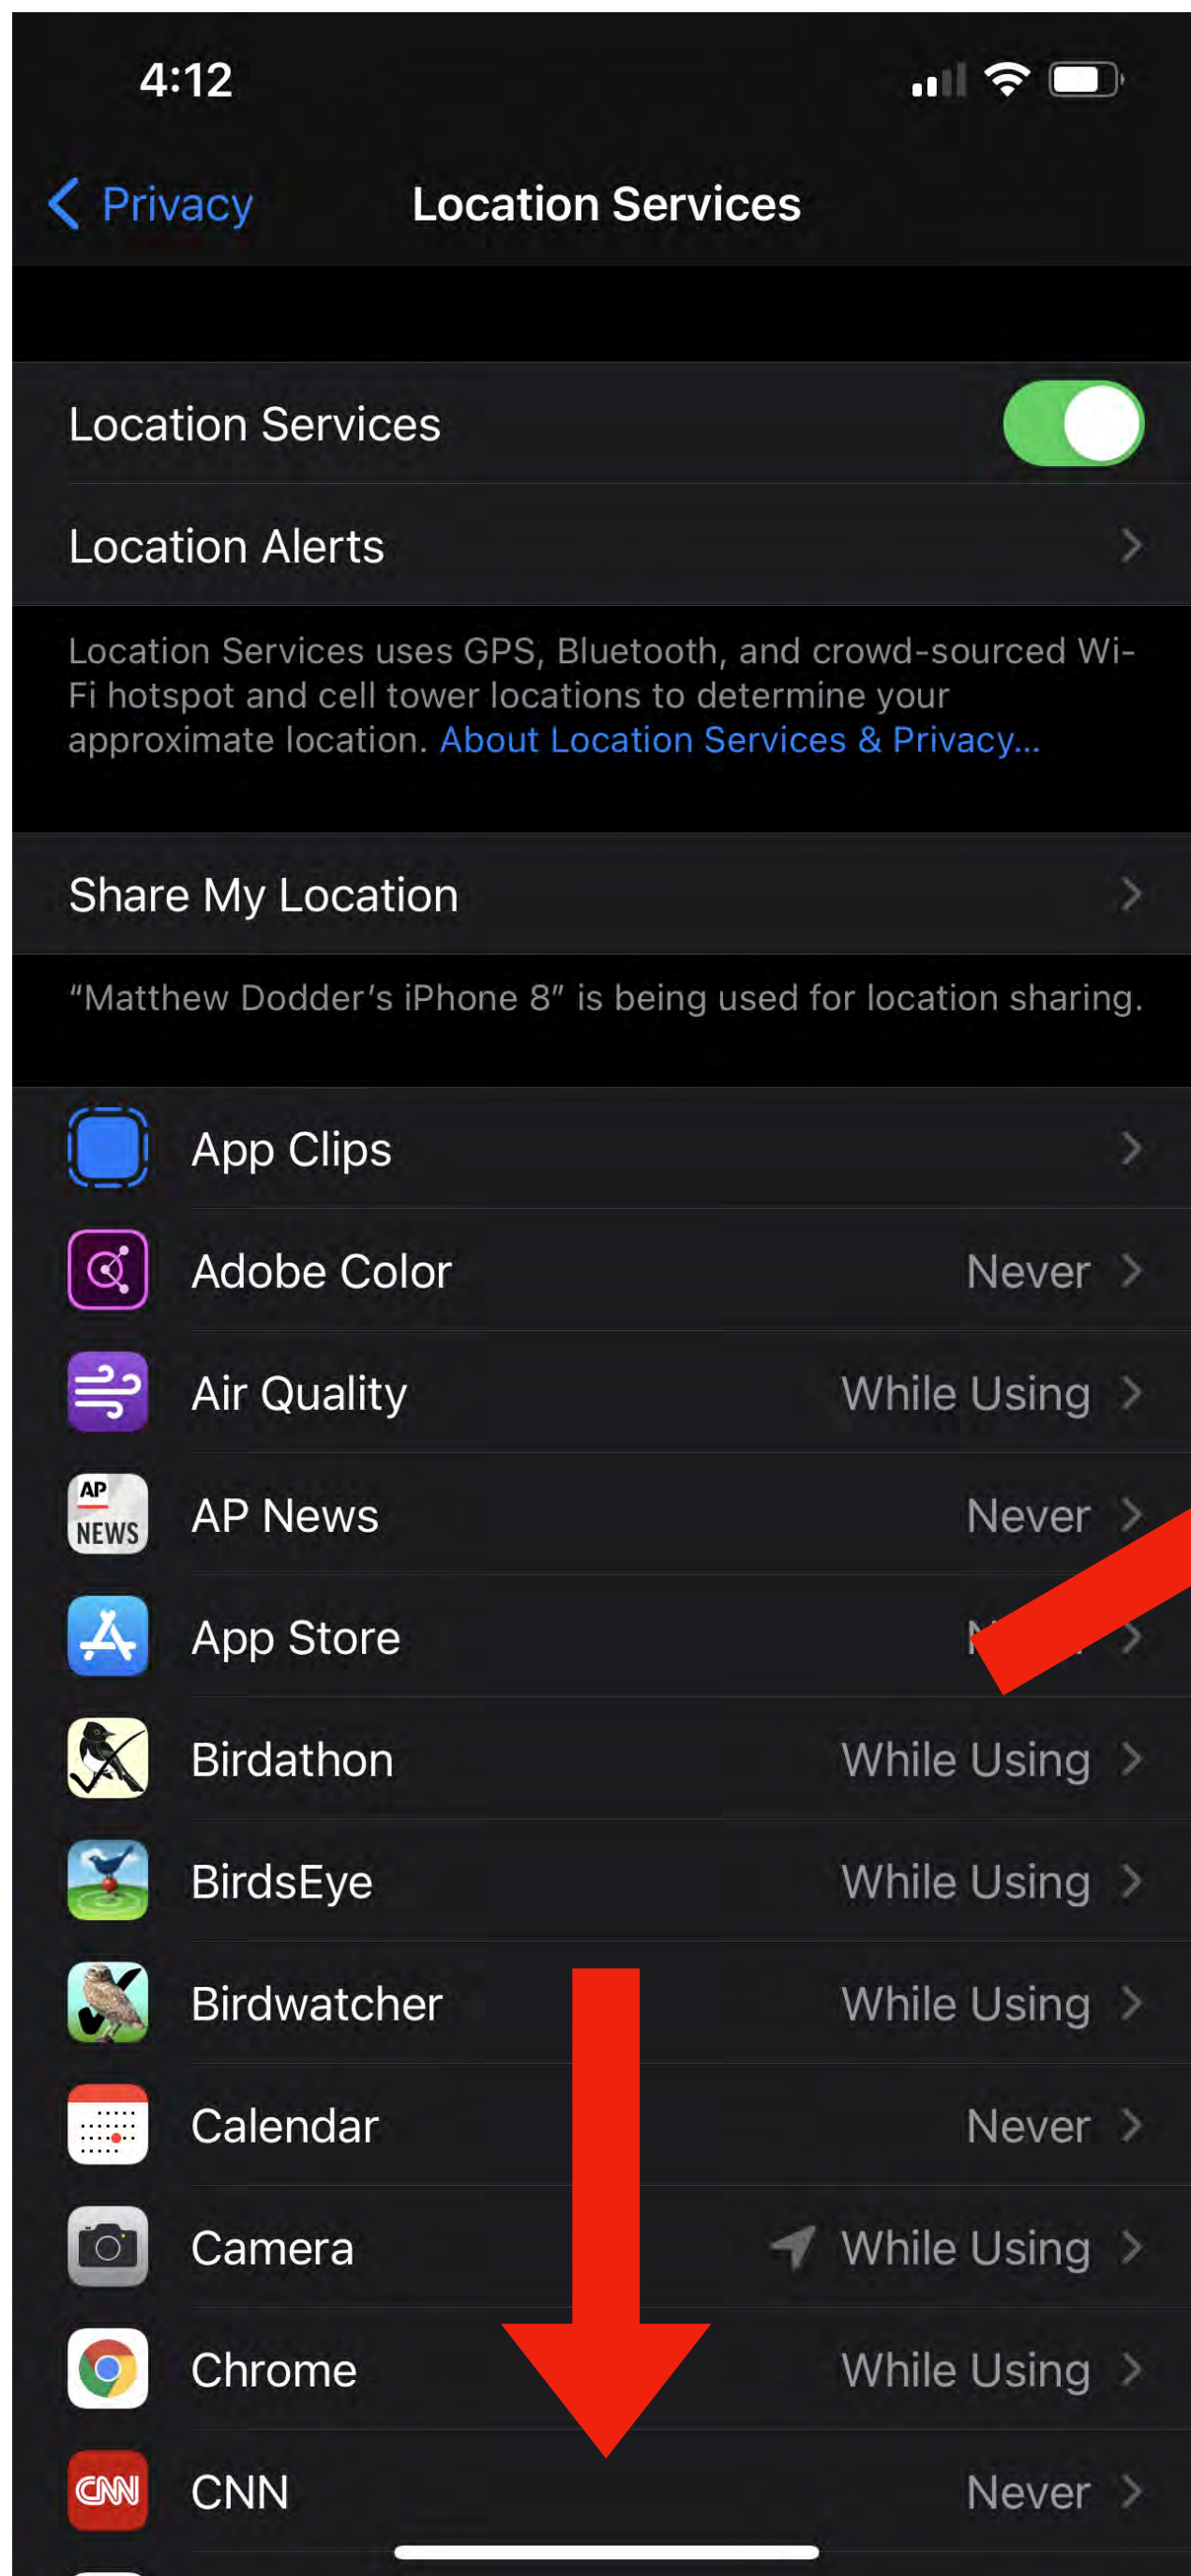 4:12
Privacy Location Services
Location Services
Location Alerts
Location Services uses GPS, Bluetooth, and crowd-sourced Wi-
Fi hotspot and cell tower locations to determine your
approximate location. About Location Services & Privacy...
Share My Location
“Matthew Dodder’s iPhone 8” is being used for location sharing.
App Clips
Adobe Color Never
Air Quality While Using
AP NEWS AP News Never
App Store
Birdathon While Using
BirdsEye While Using
Birdwatcher While Using
Calendar Never
Camera While Using
Chrome While Using
CNN CNN Never